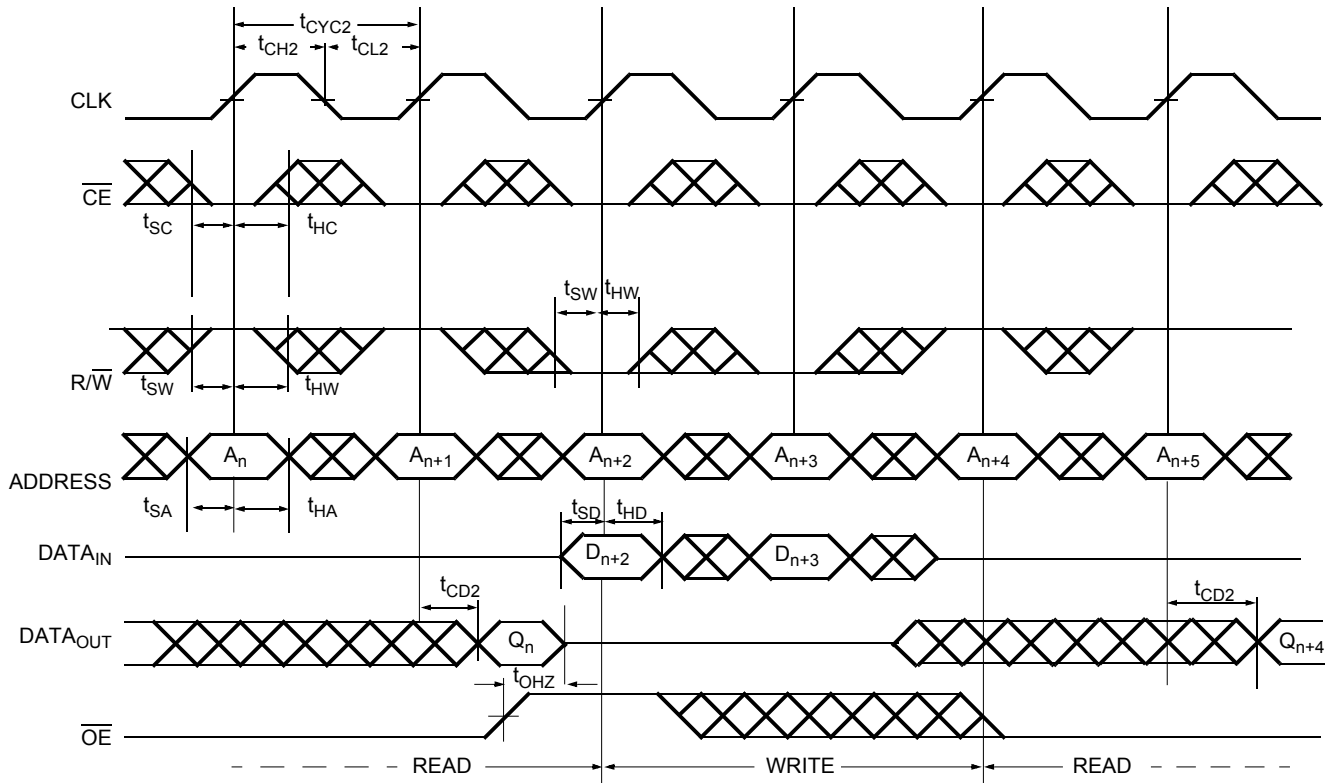 tCYC2
tCH2 tCL2
CLK
CE
tSC tHC
tSW tHW
R/W
tSW tHW
An An+1 An+2 An+3 An+4 An+5
ADDRESS
tSA tHA
tSD tHD
DATAIN
Dn+2 Dn+3
tCD2 tCD2
DATAOUT
Qn Qn+4
tOHZ
OE
READ WRITE READ